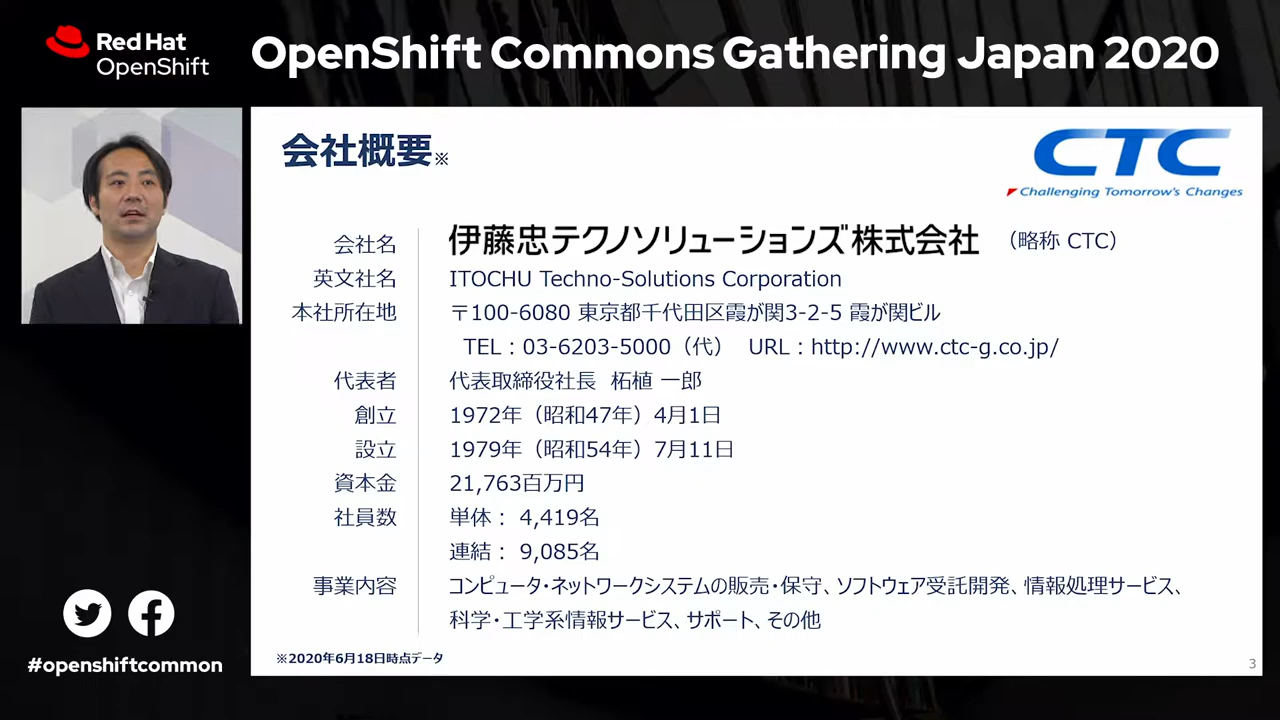 Red Hat
OpenShift
OpenShift Commons Gathering Japan 2020
会社概要※
CTC
Challenging Tomorrow's Changes
会社名 伊藤忠テクノソリューションズ株式会社 （略称 CTC）
英文社名 ITOCHU Techno-Solutions Corporation
本社所在地 〒100-6080 東京都千代田区霞が関3-2-5 霞が関ビル
TEL：03-6203-5000（代） URL：http://www.ctc-g.co.jp/
代表者 代表取締役社長 柘植 一郎
創立 1972年（昭和47年）4月1日
設立 1979年（昭和54年）7月11日
資本金 21,763百万円
社員数 単体： 4,419名
連結： 9,085名
事業内容 コンピュータ・ネットワークシステムの販売・保守、ソフトウェア受託開発、情報処理サービス、
科学・工学系情報サービス、サポート、その他
※2020年6月18日時点データ
3
#openshiftcommon